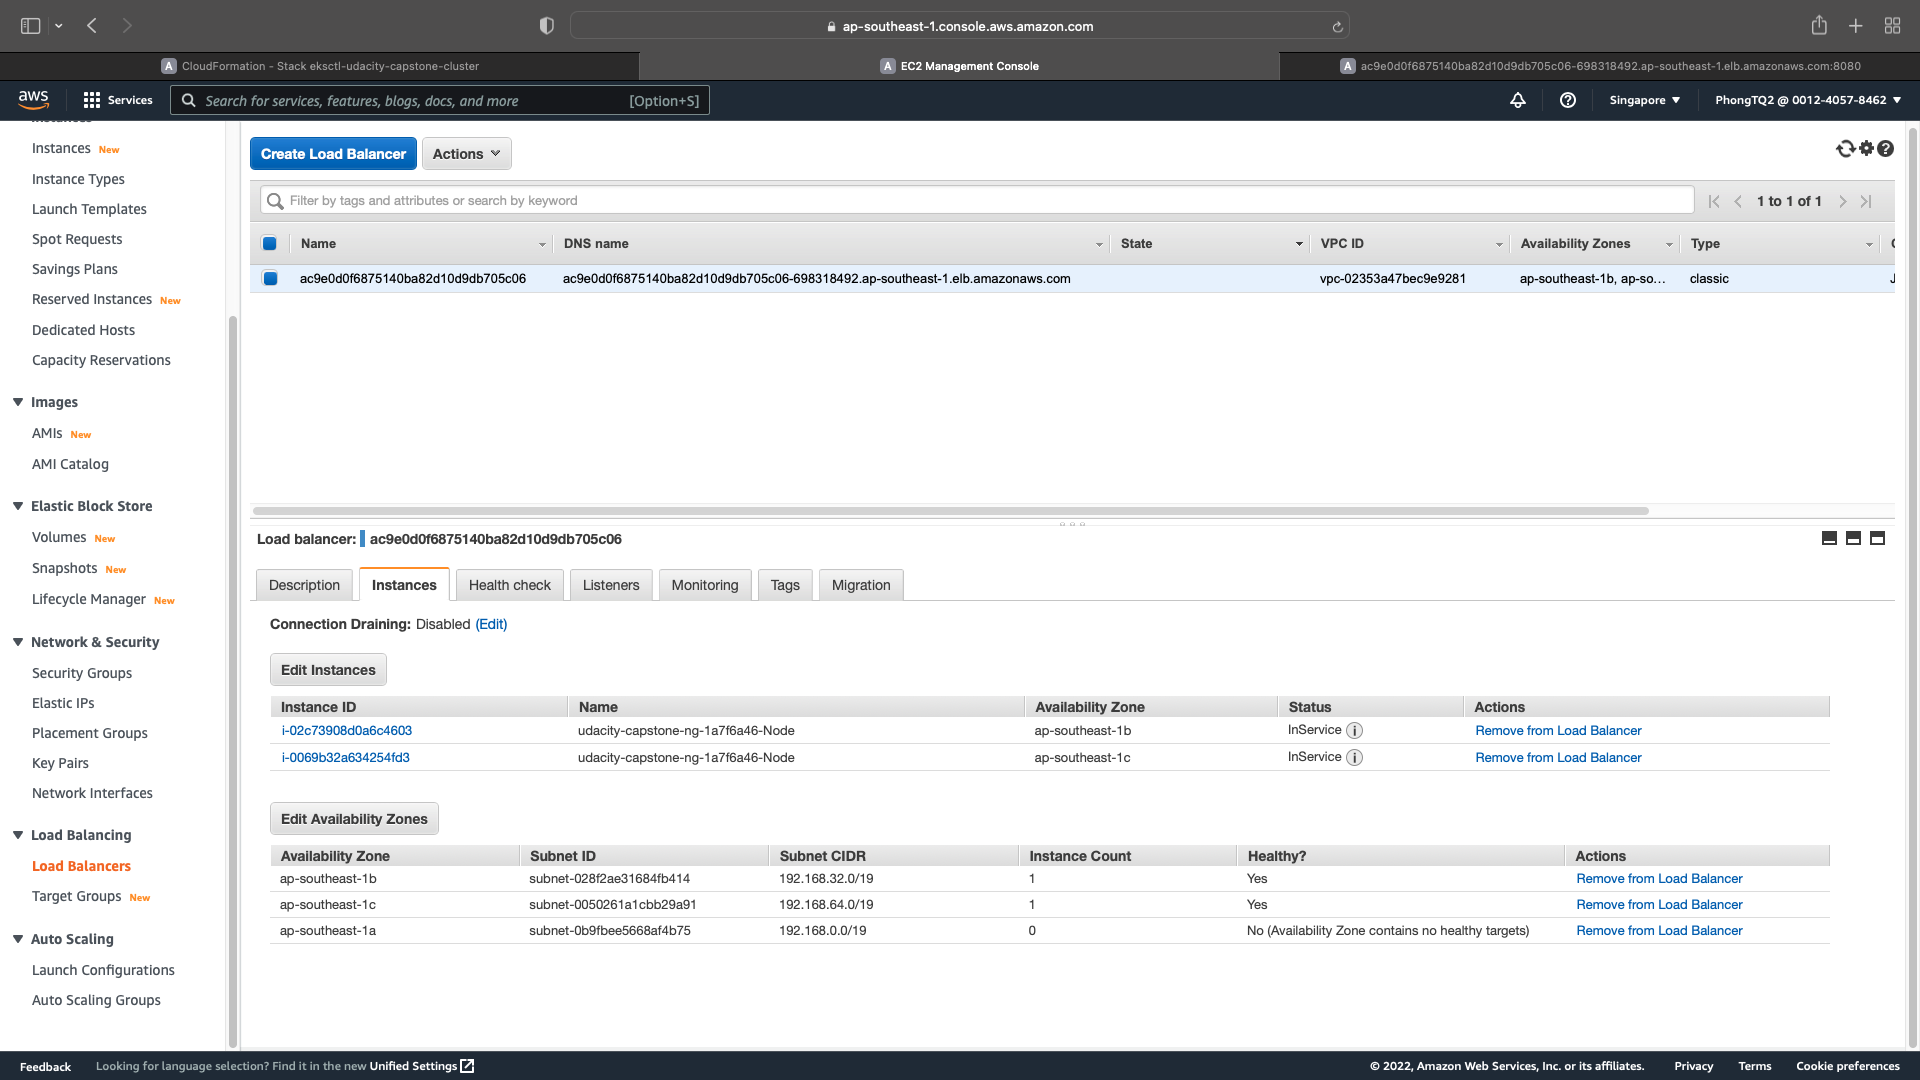 ap-southeast-1.console.aws.amazon.com
A CloudFormation - Stack eksctl-udacity-capstone-cluster
A EC2 Management Console
A ac9e0d0f6875140ba82d10d9db705c06-698318492.ap-southeast-1.elb.amazonaws.com:8080
aws
Services
Search for services, features, blogs, docs, and more [Option+S]
Singapore ▼
PhongTQ2 @ 0012-4057-8462 ▼
Instances New
Instance Types
Launch Templates
Spot Requests
Savings Plans
Reserved Instances New
Dedicated Hosts
Capacity Reservations
Images
AMIs New
AMI Catalog
Elastic Block Store
Volumes New
Snapshots New
Lifecycle Manager New
Network & Security
Security Groups
Elastic IPs
Placement Groups
Key Pairs
Network Interfaces
Load Balancing
Load Balancers
Target Groups New
Auto Scaling
Launch Configurations
Auto Scaling Groups
Create Load Balancer Actions
Filter by tags and attributes or search by keyword
1 to 1 of 1
Name DNS name State VPC ID Availability Zones Type
ac9e0d0f6875140ba82d10d9db705c06 ac9e0d0f6875140ba82d10d9db705c06-698318492.ap-southeast-1.elb.amazonaws.com vpc-02353a47bec9e9281 ap-southeast-1b, ap-so... classic
Load balancer: ac9e0d0f6875140ba82d10d9db705c06
Description Instances Health check Listeners Monitoring Tags Migration
Connection Draining: Disabled (Edit)
Edit Instances
Instance ID Name Availability Zone Status Actions
i-02c73908d0a6c4603 udacity-capstone-ng-1a7f6a46-Node ap-southeast-1b InService Remove from Load Balancer
i-0069b32a634254fd3 udacity-capstone-ng-1a7f6a46-Node ap-southeast-1c InService Remove from Load Balancer
Edit Availability Zones
Availability Zone Subnet ID Subnet CIDR Instance Count Healthy? Actions
ap-southeast-1b subnet-028f2ae31684fb414 192.168.32.0/19 1 Yes Remove from Load Balancer
ap-southeast-1c subnet-0050261a1cbb29a91 192.168.64.0/19 1 Yes Remove from Load Balancer
ap-southeast-1a subnet-0b9fbee5668af4b75 192.168.0.0/19 0 No (Availability Zone contains no healthy targets) Remove from Load Balancer
Feedback
Looking for language selection? Find it in the new Unified Settings
© 2022, Amazon Web Services, Inc. or its affiliates.
Privacy
Terms
Cookie preferences